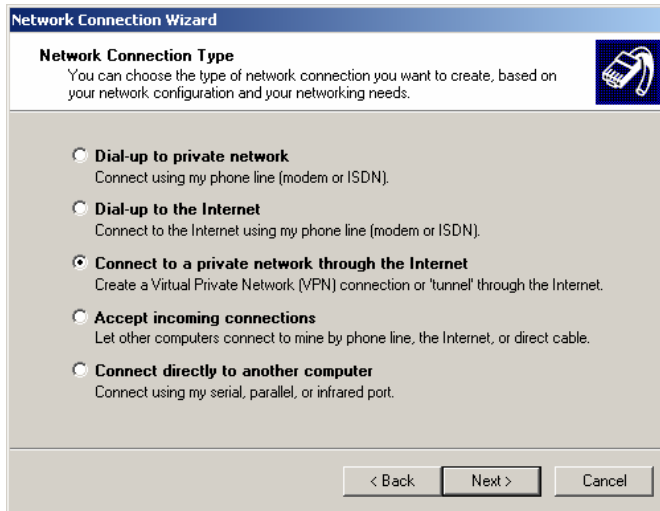 Network Connection Wizard
Network Connection Type
You can choose the type of network connection you want to create, based on
your network configuration and your networking needs.
Dial-up to private network
Connect using my phone line (modem or ISDN).
Dial-up to the Internet
Connect to the Internet using my phone line (modem or ISDN).
Connect to a private network through the Internet
Create a Virtual Private Network (VPN) connection or 'tunnel' through the Internet.
Accept incoming connections
Let other computers connect to mine by phone line, the Internet, or direct cable.
Connect directly to another computer
Connect using my serial, parallel, or infrared port.
< Back Next > Cancel